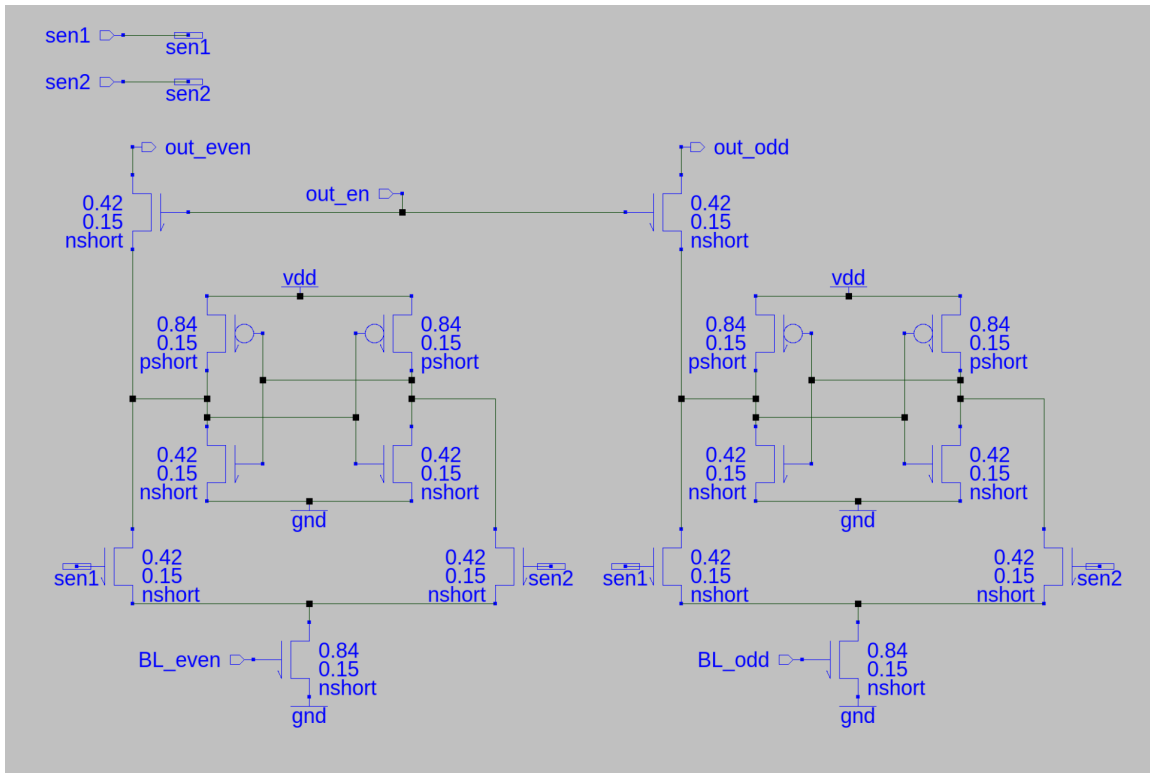 sen1
sen1
sen2
sen2
out_even
out_odd
out_en
0.42
0.15
nshort
0.42
0.15
nshort
vdd
vdd
0.84
0.15
pshort
0.84
0.15
pshort
0.84
0.15
pshort
0.84
0.15
pshort
0.42
0.15
nshort
0.42
0.15
nshort
0.42
0.15
nshort
0.42
0.15
nshort
gnd
gnd
sen1
0.42
0.15
nshort
0.42
0.15
nshort
sen2
sen1
0.42
0.15
nshort
0.42
0.15
nshort
sen2
BL_even
0.84
0.15
nshort
BL_odd
0.84
0.15
nshort
gnd
gnd